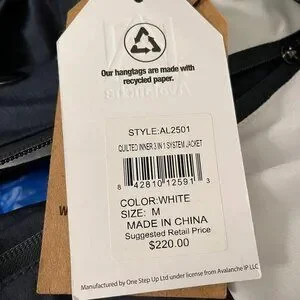 Our hangtags are made with
recycled paper.
STYLE:AL2501
QUILTED INNER 3 IN 1 SYSTEM JACKET
8 42810 12591 3
COLOR:WHITE
SIZE: M
MADE IN CHINA
Suggested Retail Price
$220.00
Manufactured by One Step Up Ltd under license from Avalanche IP LLC